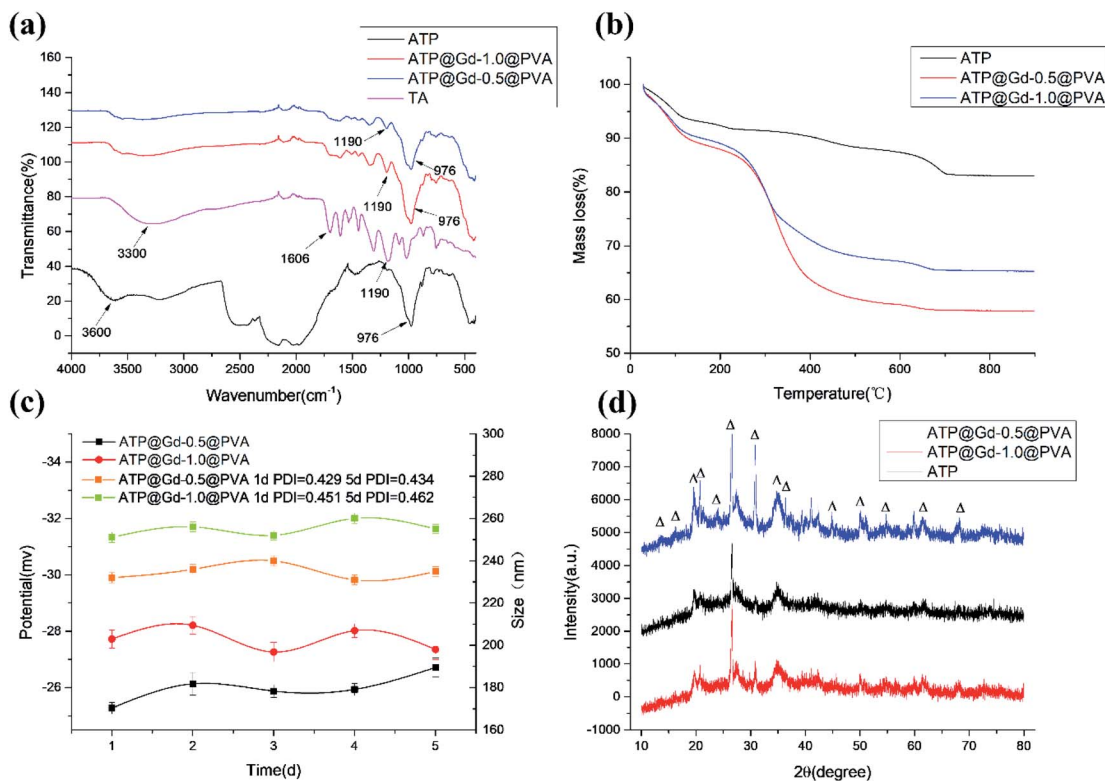 (a)
ATP
ATP@Gd-1.0@PVA
ATP@Gd-0.5@PVA
TA
160
140
120
100
80
60
40
20
0
Transmittance(%)
1190
976
1190
976
3300
1606
1190
3600
976
4000 3500 3000 2500 2000 1500 1000 500
Wavenumber(cm-1)
(b)
ATP
ATP@Gd-0.5@PVA
ATP@Gd-1.0@PVA
100
90
80
70
60
50
Mass loss(%)
0 200 400 600 800
Temperature(℃)
(c)
ATP@Gd-0.5@PVA
ATP@Gd-1.0@PVA
ATP@Gd-0.5@PVA 1d PDI=0.429 5d PDI=0.434
ATP@Gd-1.0@PVA 1d PDI=0.451 5d PDI=0.462
-34
-32
-30
-28
-26
Potential(mv)
300
280
260
240
220
200
180
160
Size (nm)
1 2 3 4 5
Time(d)
(d)
ATP@Gd-0.5@PVA
ATP@Gd-1.0@PVA
ATP
8000
7000
6000
5000
4000
3000
2000
1000
0
-1000
Intensity(a.u.)
Δ Δ Δ Δ Δ Δ Δ Δ Δ Δ Δ Δ Δ
10 20 30 40 50 60 70 80
2θ(degree)